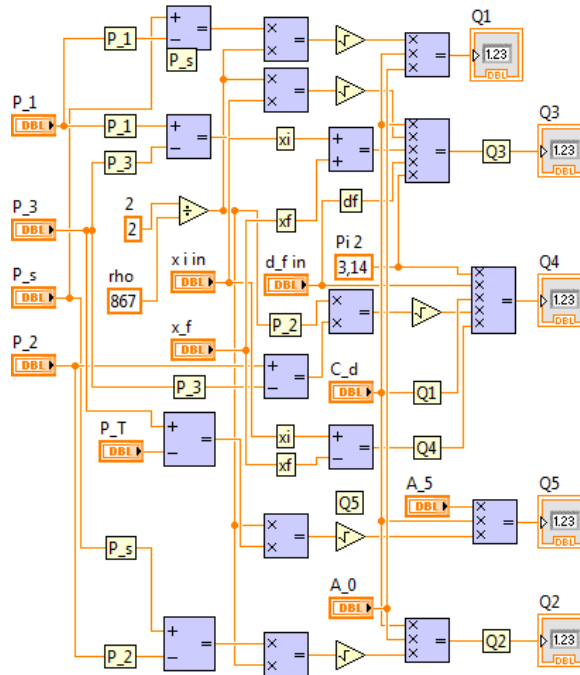 Q1
P_1
P_s
1.23
DBL
P_1
DBL
P_1
xi
Q3
Q3
1.23
DBL
P_3
P_3
DBL
2
2
xf
df
Pi 2
3,14
Q4
1.23
DBL
P_s
DBL
rho
867
x i in
DBL
d_f in
DBL
P_2
DBL
x_f
DBL
P_2
P_3
C_d
DBL
Q1
P_T
DBL
xi
xf
Q4
Q5
A_5
DBL
Q5
1.23
DBL
P_s
A_0
DBL
Q2
1.23
DBL
P_2
Q2